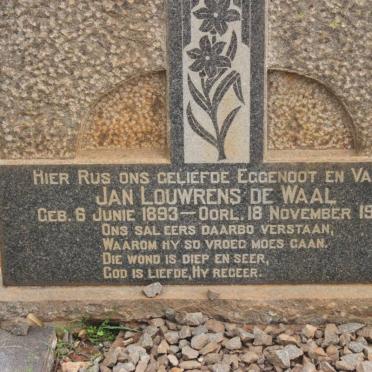 HIER RUS ONS GELIEFDE EGGENOOT EN VA
JAN LOUWRENS DE WAAL
GEB. 6 JUNIE 1893 — OORL. 18 NOVEMBER 19
ONS SAL EERS DAARBO VERSTAAN,
WAAROM HY SO VROEG MOES GAAN.
DIE WOND IS DIEP EN SEER,
GOD IS LIEFDE, HY REGEER.